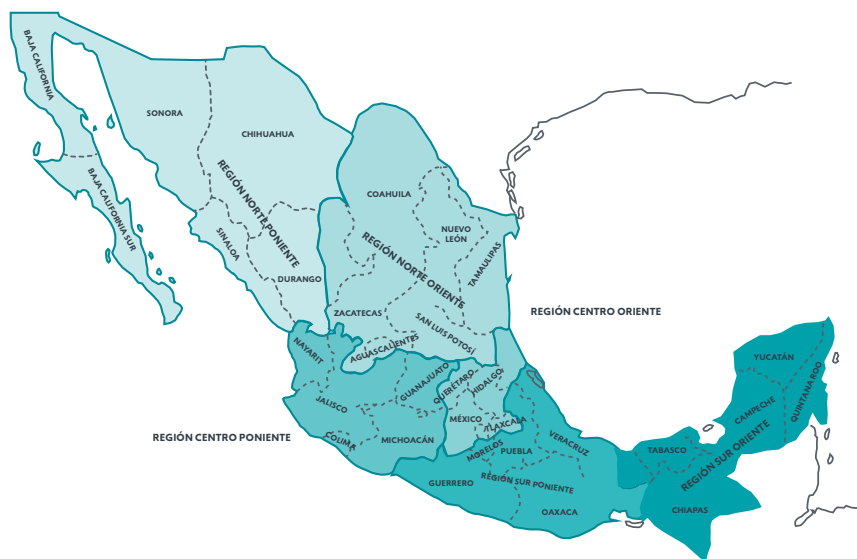 BAJA CALIFORNIA
SONORA
CHIHUAHUA
COAHUILA
BAJA CALIFORNIA SUR
REGIÓN NORTE PONIENTE
SINALOA
DURANGO
NUEVO
LEÓN
TAMAULIPAS
REGIÓN NORTE ORIENTE
ZACATECAS
SAN LUIS POTOSÍ
REGIÓN CENTRO ORIENTE
NAYARIT
AGUASCALIENTES
GUANAJUATO
QUERÉTARO
HIDALGO
YUCATÁN
QUINTANA ROO
JALISCO
CAMPECHE
MÉXICO
TLAXCALA
VERACRUZ
REGIÓN CENTRO PONIENTE
COLIMA
MICHOACÁN
MORELOS
PUEBLA
TABASCO
REGIÓN SUR ORIENTE
GUERRERO
REGIÓN SUR PONIENTE
OAXACA
CHIAPAS